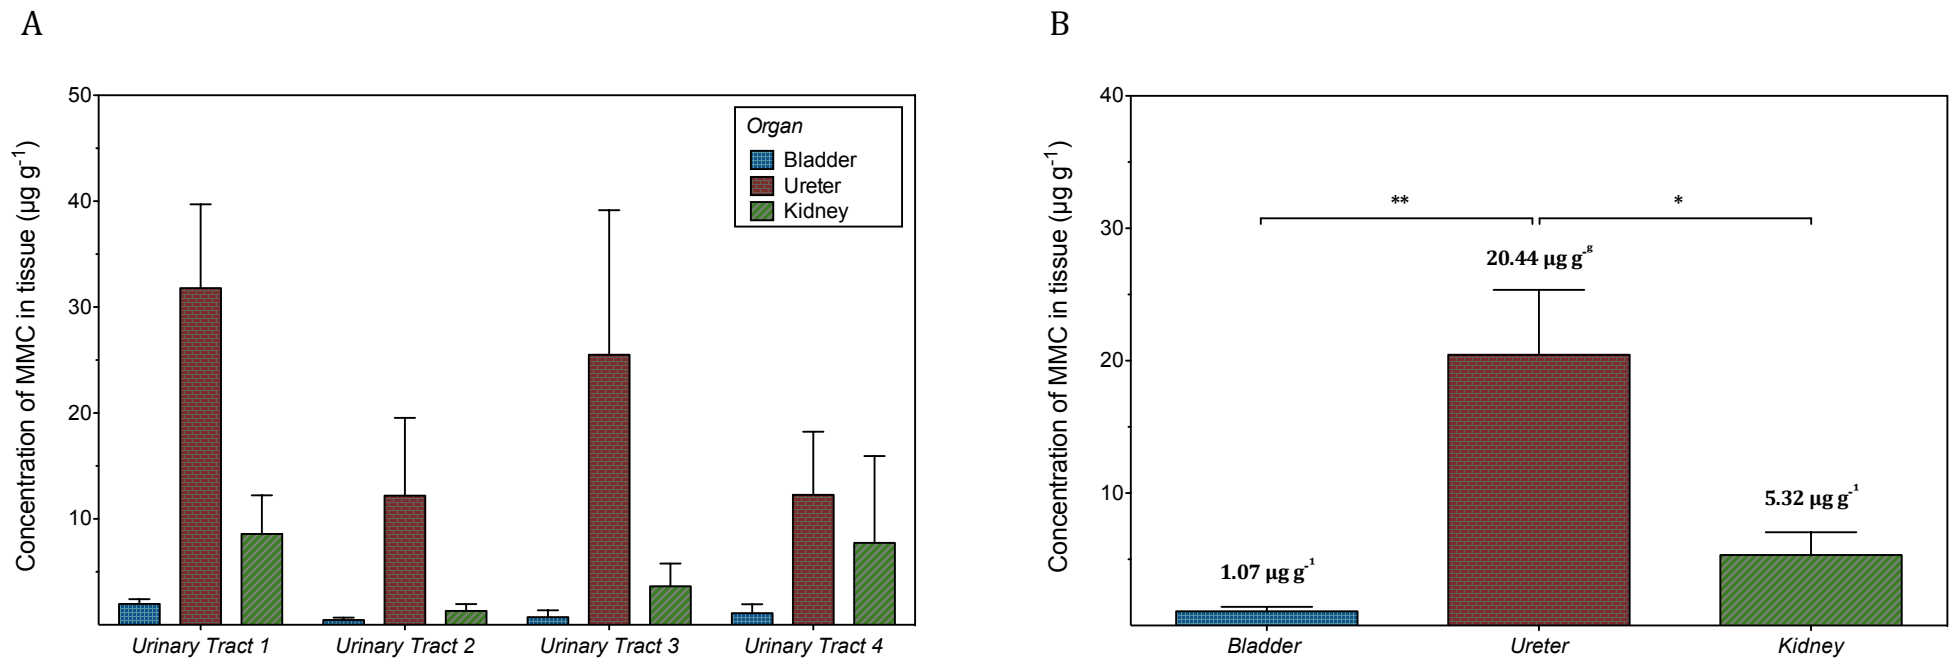 A
Concentration of MMC in tissue (µg g-1)
50
40
30
20
10
Organ
Bladder
Ureter
Kidney
Urinary Tract 1
Urinary Tract 2
Urinary Tract 3
Urinary Tract 4
B
Concentration of MMC in tissue (µg g-1)
40
30
20
10
**
*
20.44 µg g-g
5.32 µg g-1
1.07 µg g-1
Bladder
Ureter
Kidney